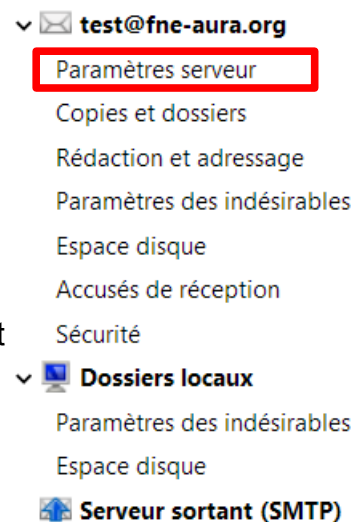 test@fne-aura.org
Paramètres serveur
Copies et dossiers
Rédaction et adressage
Paramètres des indésirables
Espace disque
Accusés de réception
t Sécurité
Dossiers locaux
Paramètres des indésirables
Espace disque
Serveur sortant (SMTP)